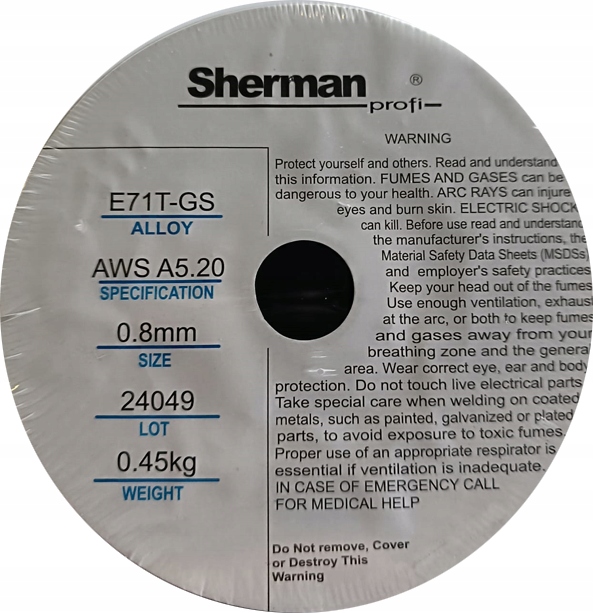 Sherman ®
profi
E71T-GS
ALLOY
AWS A5.20
SPECIFICATION
0.8mm
SIZE
24049
LOT
0.45kg
WEIGHT
WARNING
Protect yourself and others. Read and understand
this information. FUMES AND GASES can be
dangerous to your health. ARC RAYS can injure
eyes and burn skin. ELECTRIC SHOCK
can kill. Before use read and understand
the manufacturer's instructions, the
Material Safety Data Sheets (MSDSs)
and employer's safety practices
Keep your head out of the fumes
Use enough ventilation, exhaust
at the arc, or both to keep fumes
and gases away from your
breathing zone and the general
area. Wear correct eye, ear and body
protection. Do not touch live electrical parts
Take special care when welding on coated
metals, such as painted, galvanized or plated
parts, to avoid exposure to toxic fumes.
Proper use of an appropriate respirator is
essential if ventilation is inadequate.
IN CASE OF EMERGENCY CALL
FOR MEDICAL HELP
Do Not remove, Cover
or Destroy This
Warning